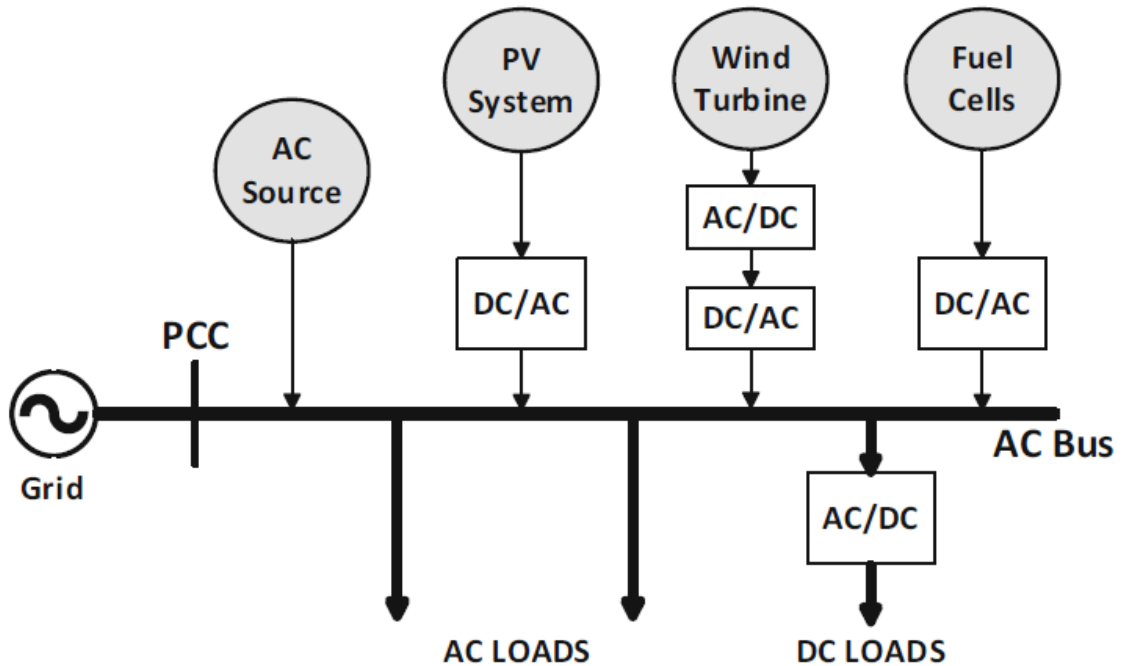 PV
System
Wind
Turbine
Fuel
Cells
AC
Source
AC/DC
DC/AC
DC/AC
DC/AC
PCC
Grid
AC Bus
AC/DC
AC LOADS
DC LOADS